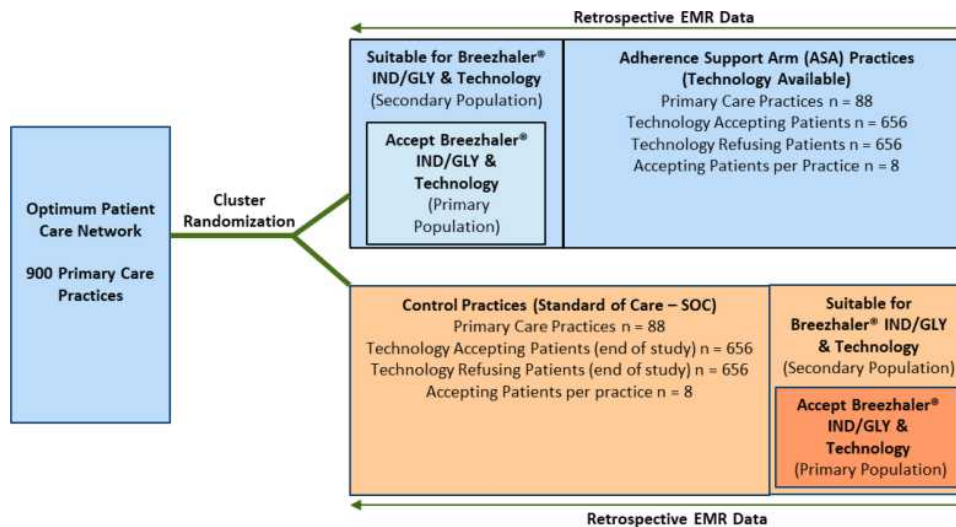 Retrospective EMR Data
Suitable for Breezhaler®
IND/GLY & Technology
(Secondary Population)
Accept Breezhaler®
IND/GLY &
Technology
(Primary
Population)
Adherence Support Arm (ASA) Practices
(Technology Available)
Primary Care Practices n = 88
Technology Accepting Patients n = 656
Technology Refusing Patients n = 656
Accepting Patients per Practice n = 8
Optimum Patient
Care Network
900 Primary Care
Practices
Cluster
Randomization
Control Practices (Standard of Care – SOC)
Primary Care Practices n = 88
Technology Accepting Patients (end of study) n = 656
Technology Refusing Patients (end of study) n = 656
Accepting Patients per practice n = 8
Suitable for
Breezhaler® IND/GLY
& Technology
(Secondary Population)
Accept Breezhaler®
IND/GLY &
Technology
(Primary Population)
Retrospective EMR Data